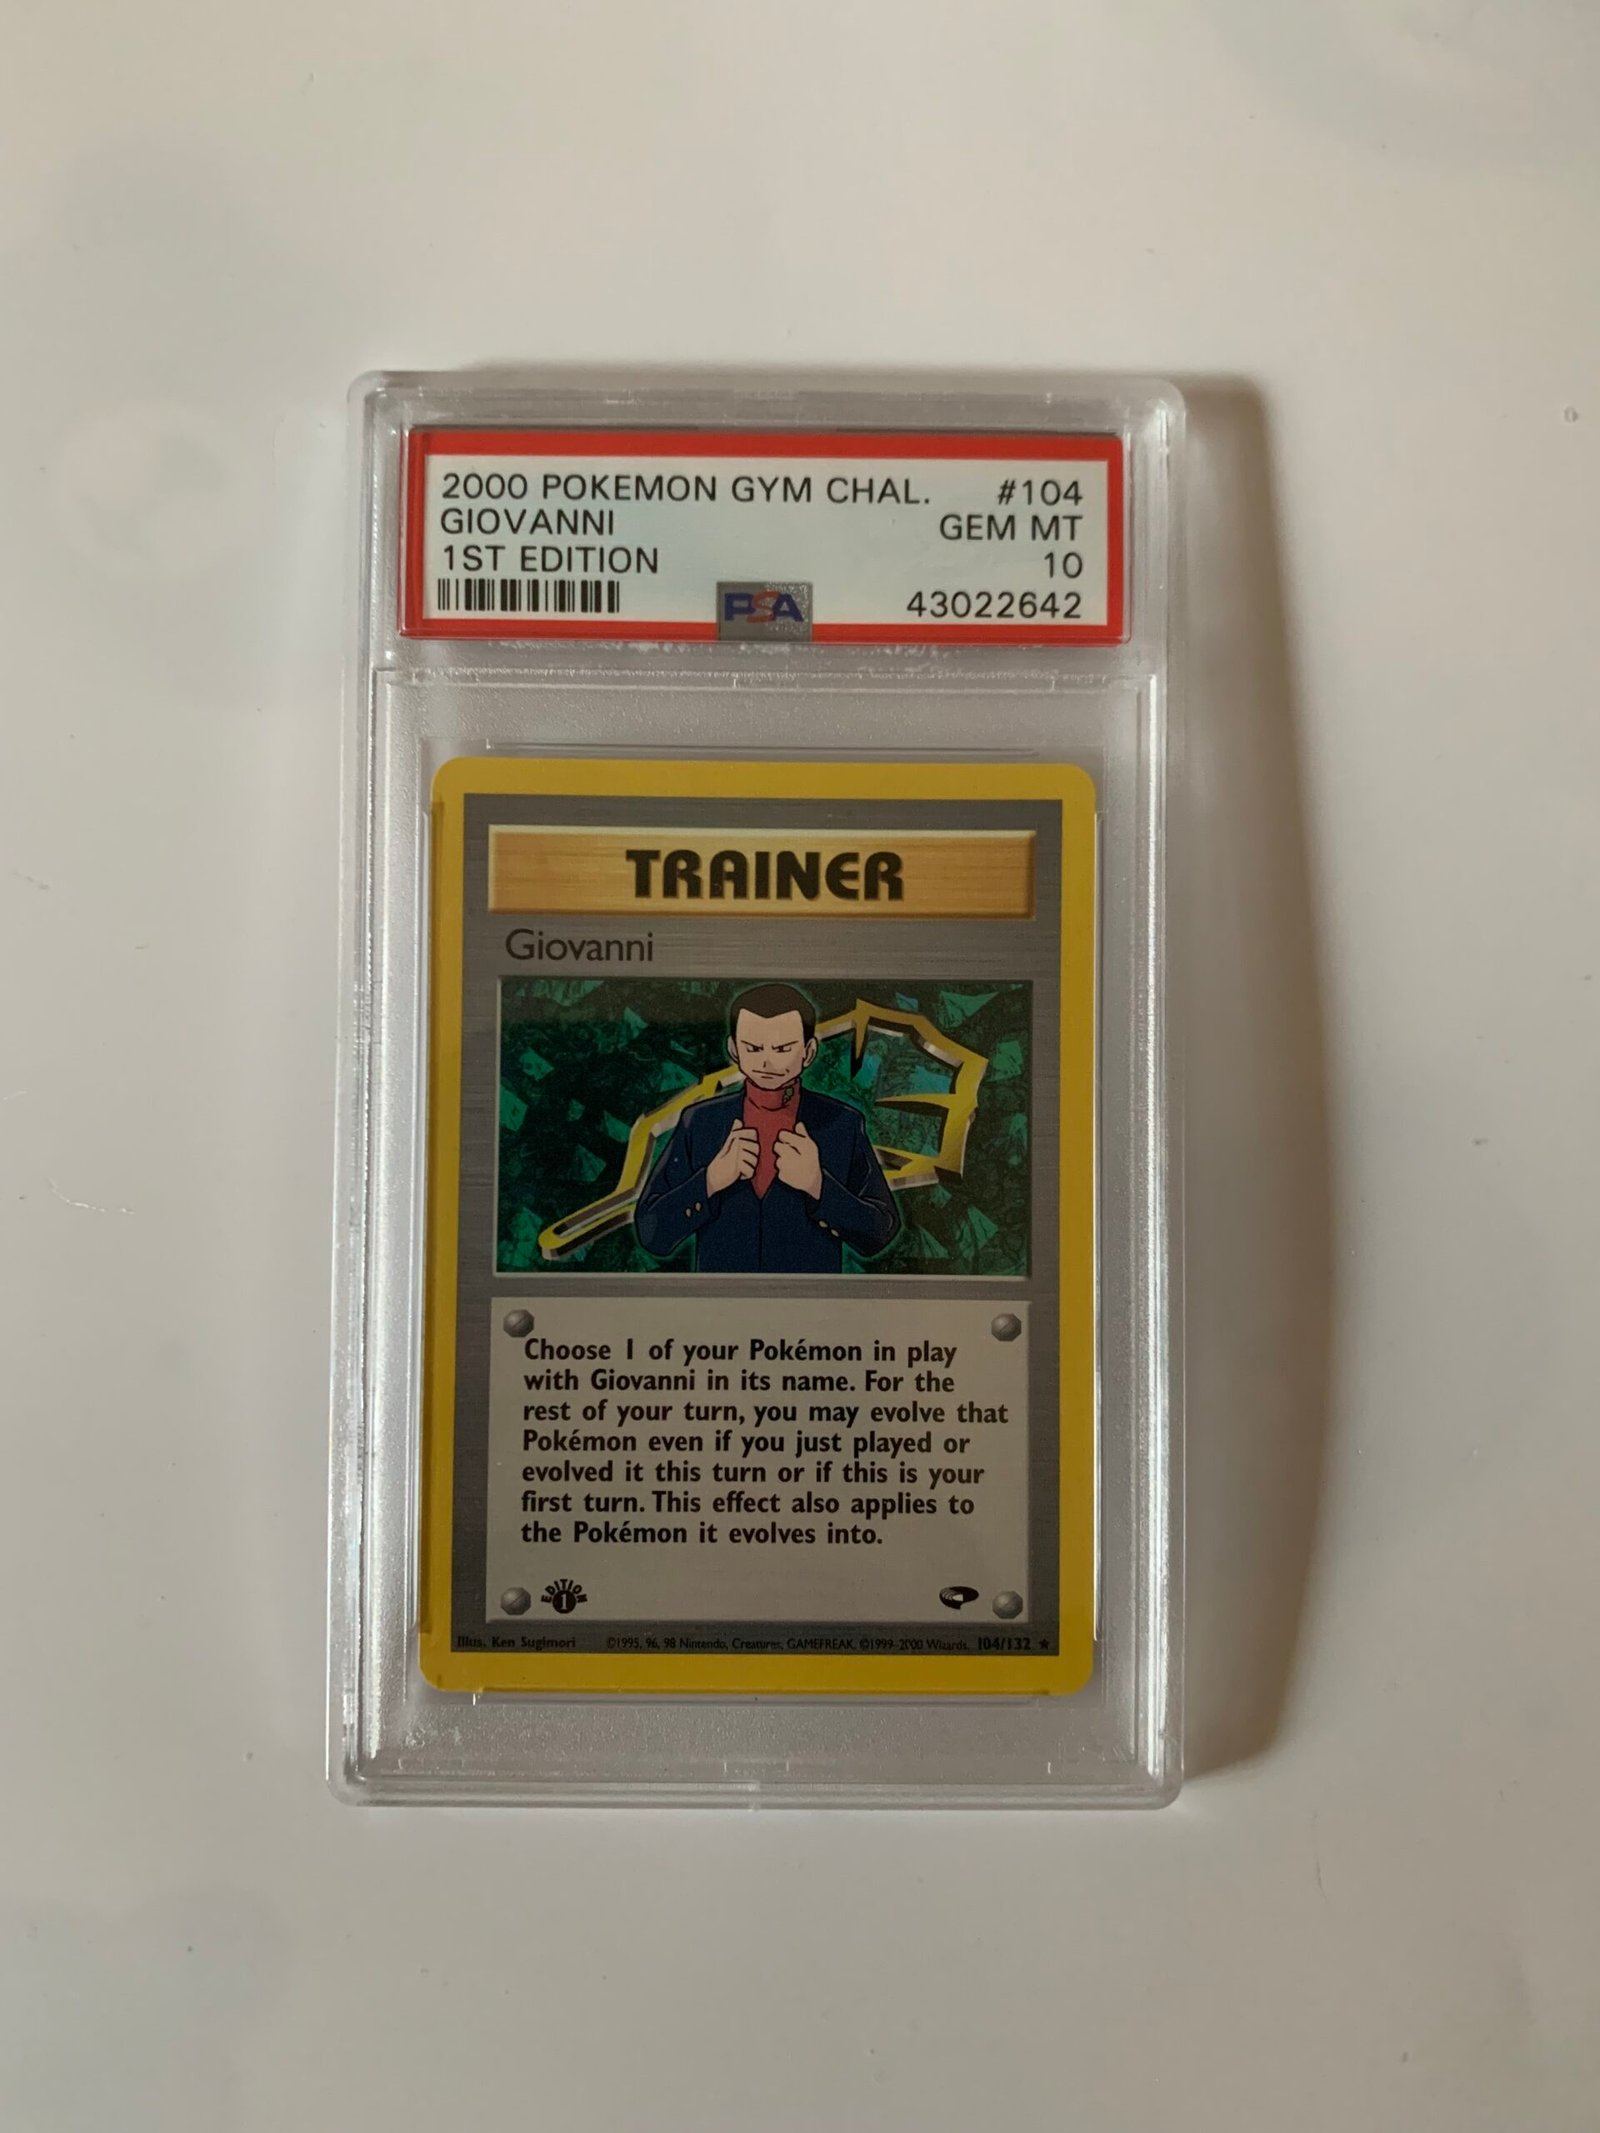 2000 POKEMON GYM CHAL. #104
GIOVANNI GEM MT
1ST EDITION 10
PSA 43022642
TRAINER
Giovanni
Choose 1 of your Pokémon in play
with Giovanni in its name. For the
rest of your turn, you may evolve that
Pokémon even if you just played or
evolved it this turn or if this is your
first turn. This effect also applies to
the Pokémon it evolves into.
EDITION 1
Illus. Ken Sugimori ©1995, 96, 98 Nintendo, Creatures, GAMEFREAK. ©1999-2000 Wizards. 104/132 ★